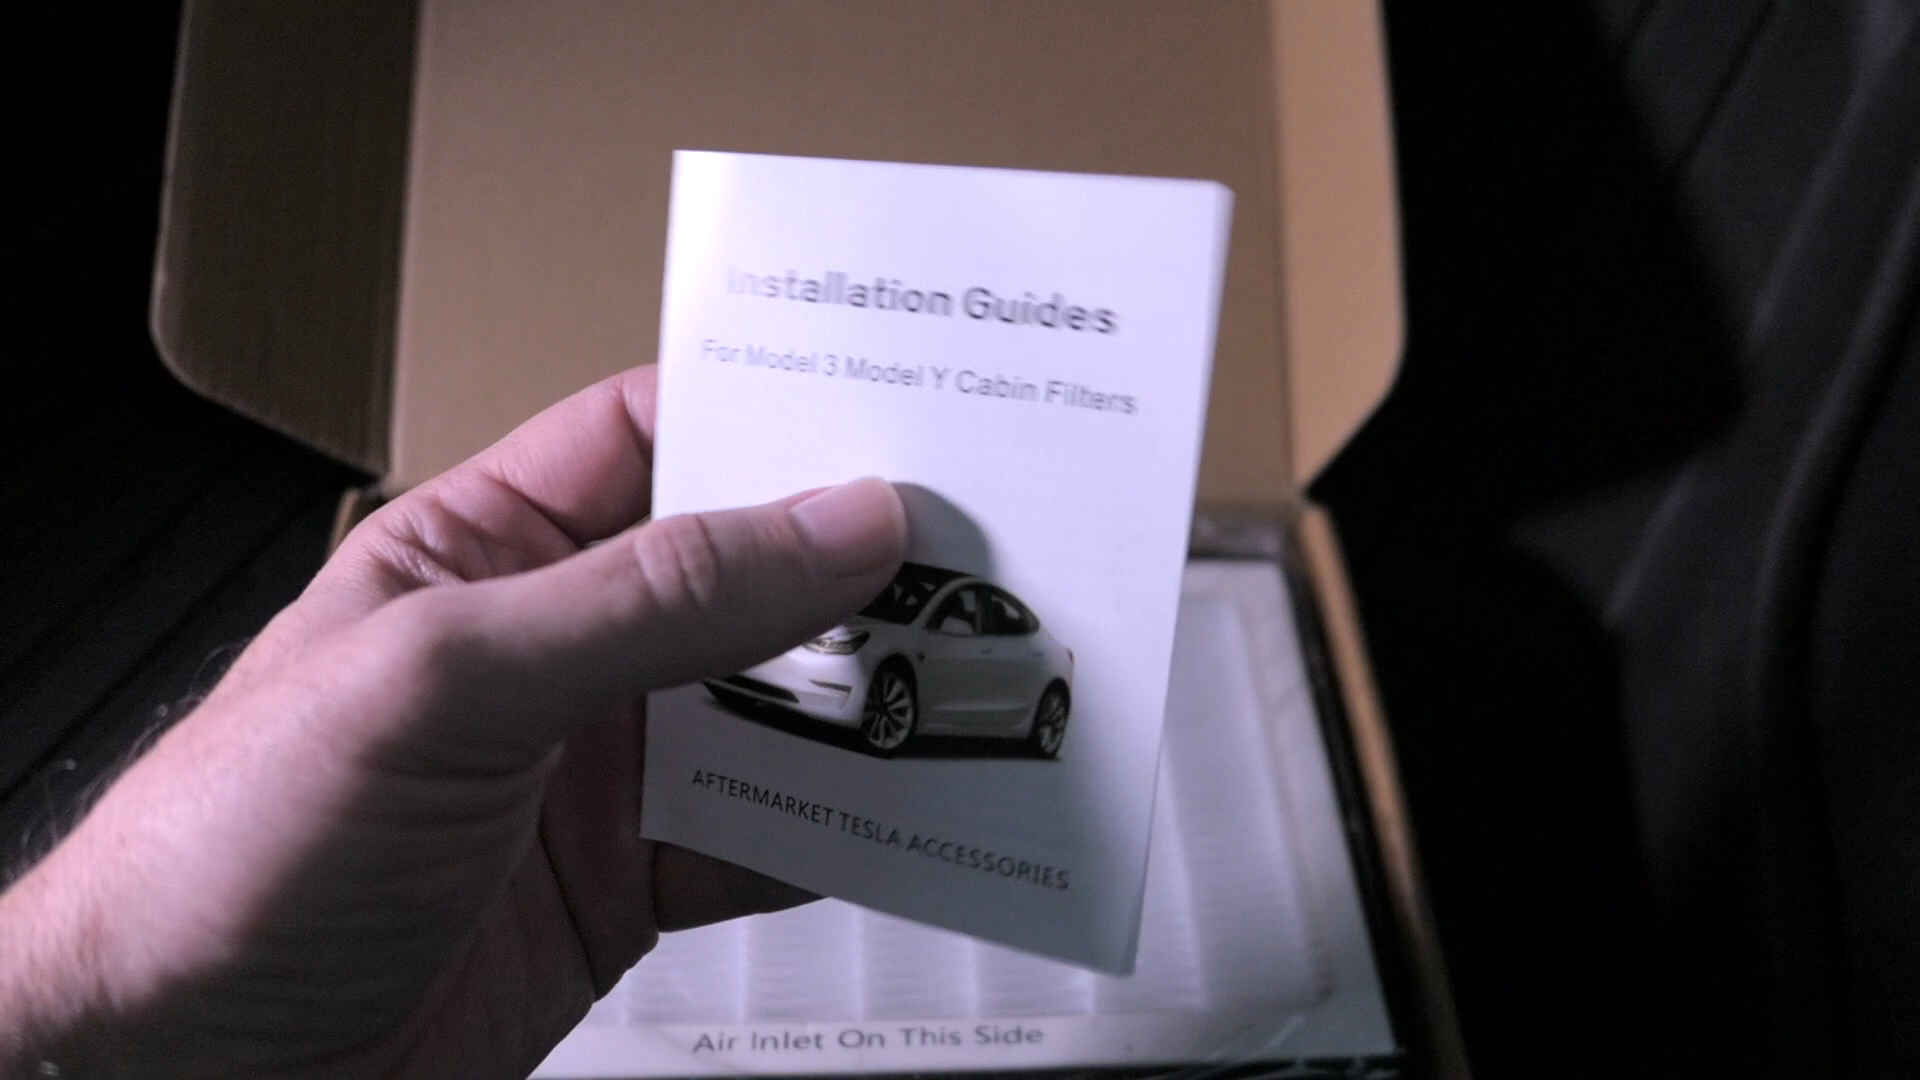 Installation Guides
For Model 3 Model Y Cabin Filters
AFTERMARKET TESLA ACCESSORIES
Air Inlet On This Side